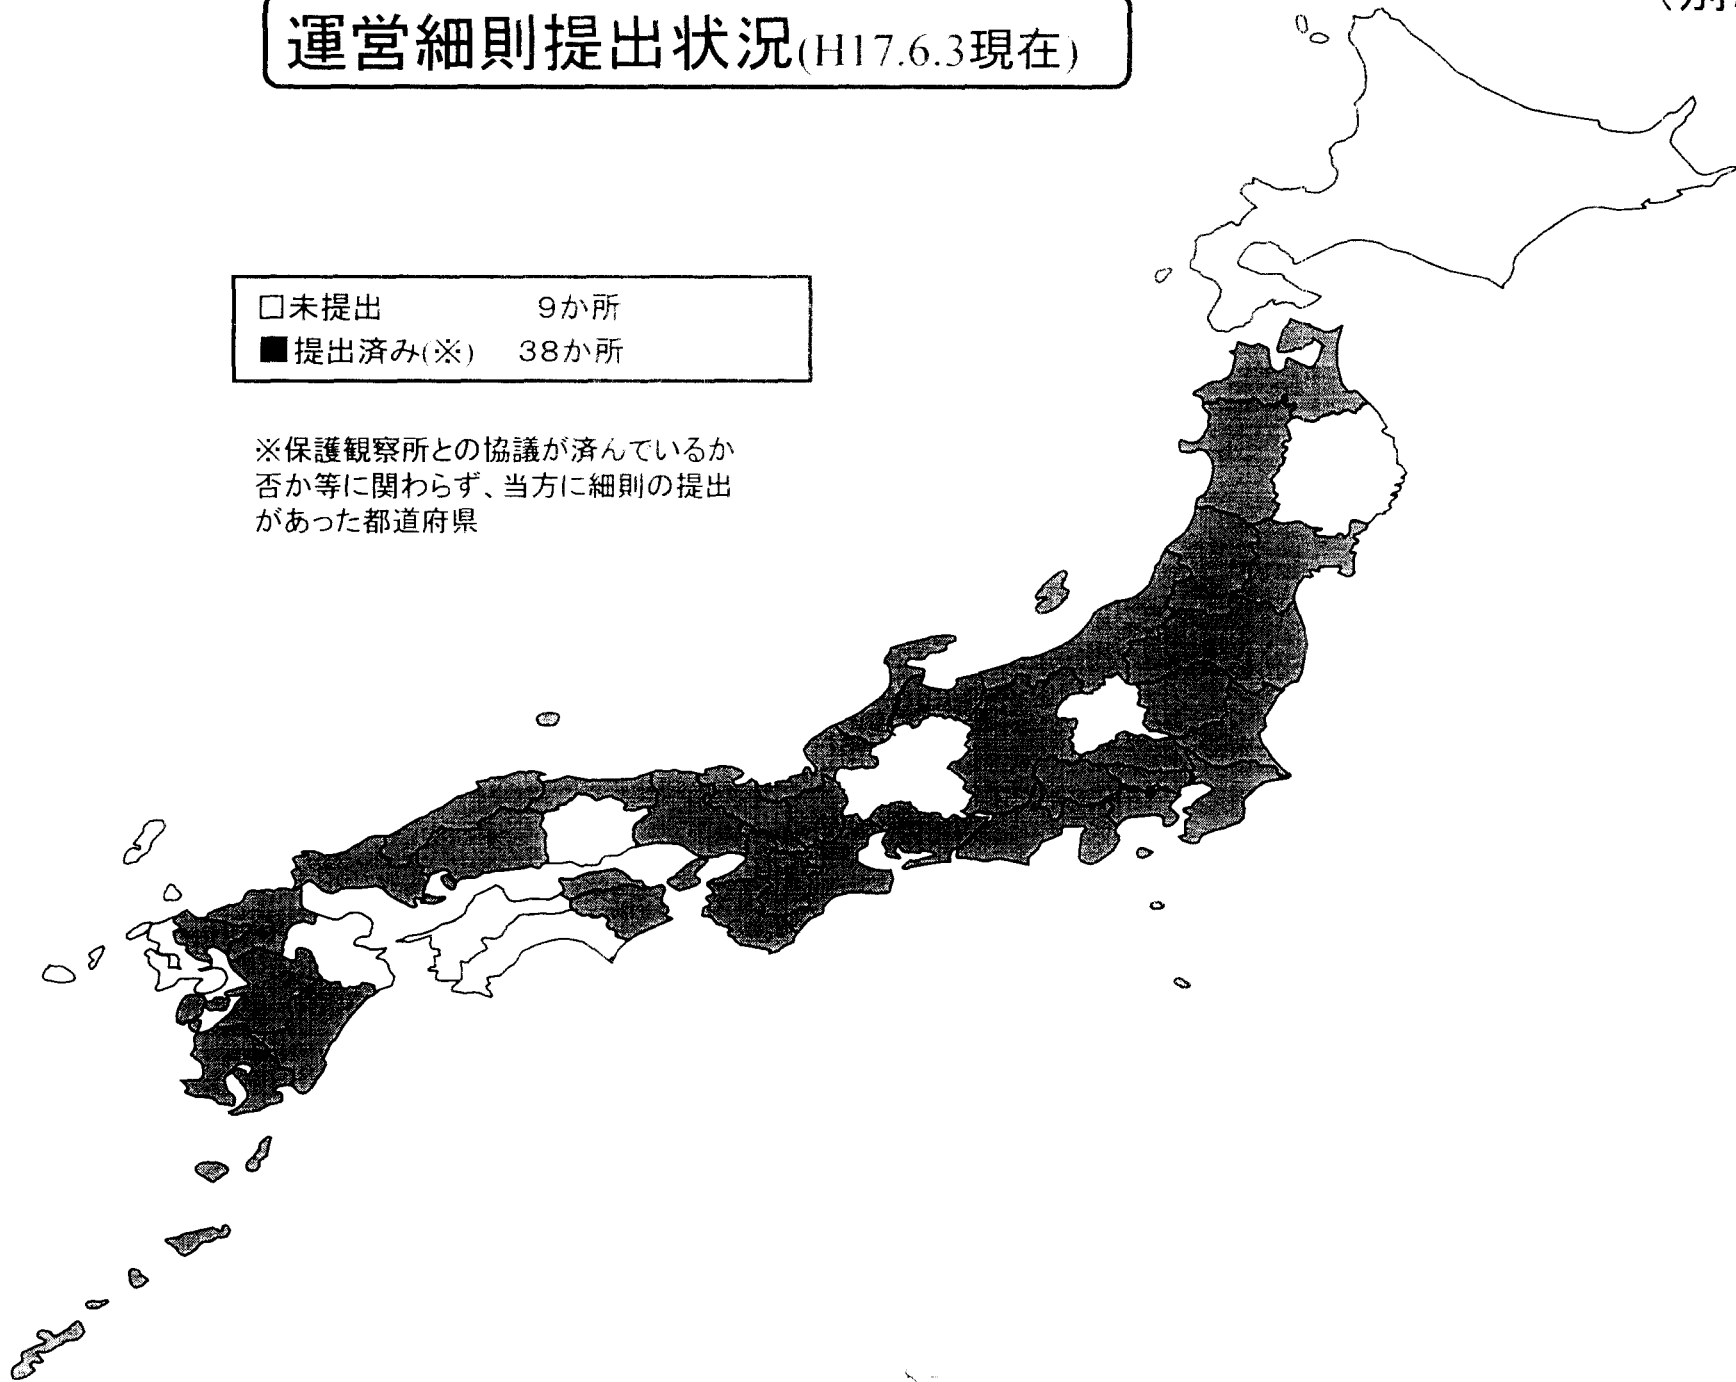 運営細則提出状況(H17.6.3現在)
□未提出 9か所
■提出済み(※) 38か所
※保護観察所との協議が済んでいるか
否か等に関わらず、当方に細則の提出
があった都道府県